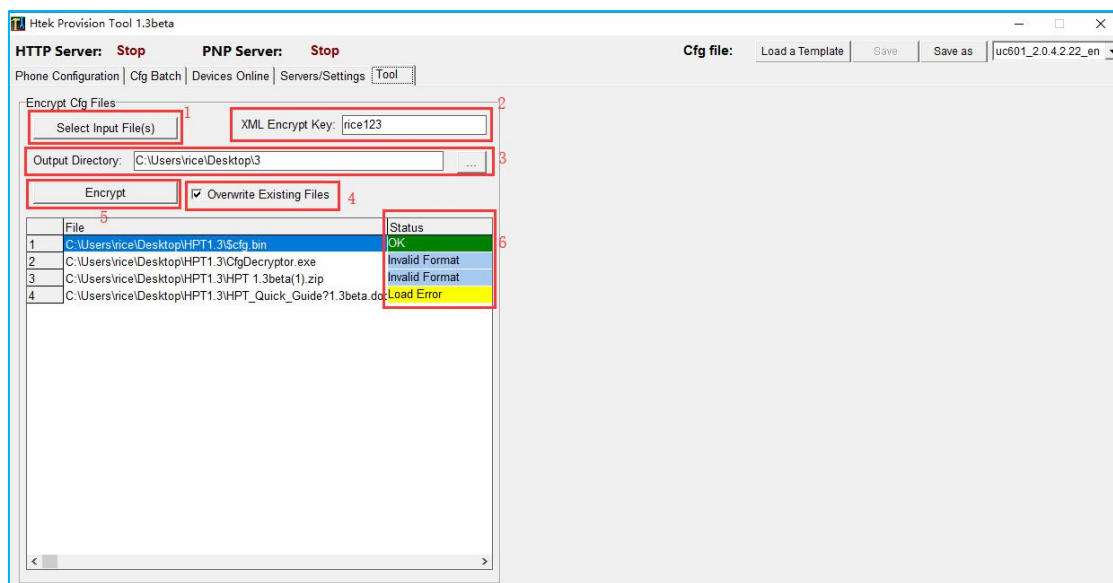 Htek Provision Tool 1.3beta
HTTP Server: Stop PNP Server: Stop Cfg file: Load a Template Save Save as uc601_2.0.4.2.22_en
Phone Configuration Cfg Batch Devices Online Servers/Settings Tool
Encrypt Cfg Files
1 2
Select Input File(s) XML Encrypt Key: rice123
Output Directory: C:\Users\rice\Desktop\3 ... 3
Encrypt Overwrite Existing Files 4
5
File Status
1 C:\Users\rice\Desktop\HPT1.3\$cfg.bin OK 6
2 C:\Users\rice\Desktop\HPT1.3\CfgDecryptor.exe Invalid Format
3 C:\Users\rice\Desktop\HPT1.3\HPT 1.3beta(1).zip Invalid Format
4 C:\Users\rice\Desktop\HPT1.3\HPT_Quick_Guide?1.3beta.do Load Error